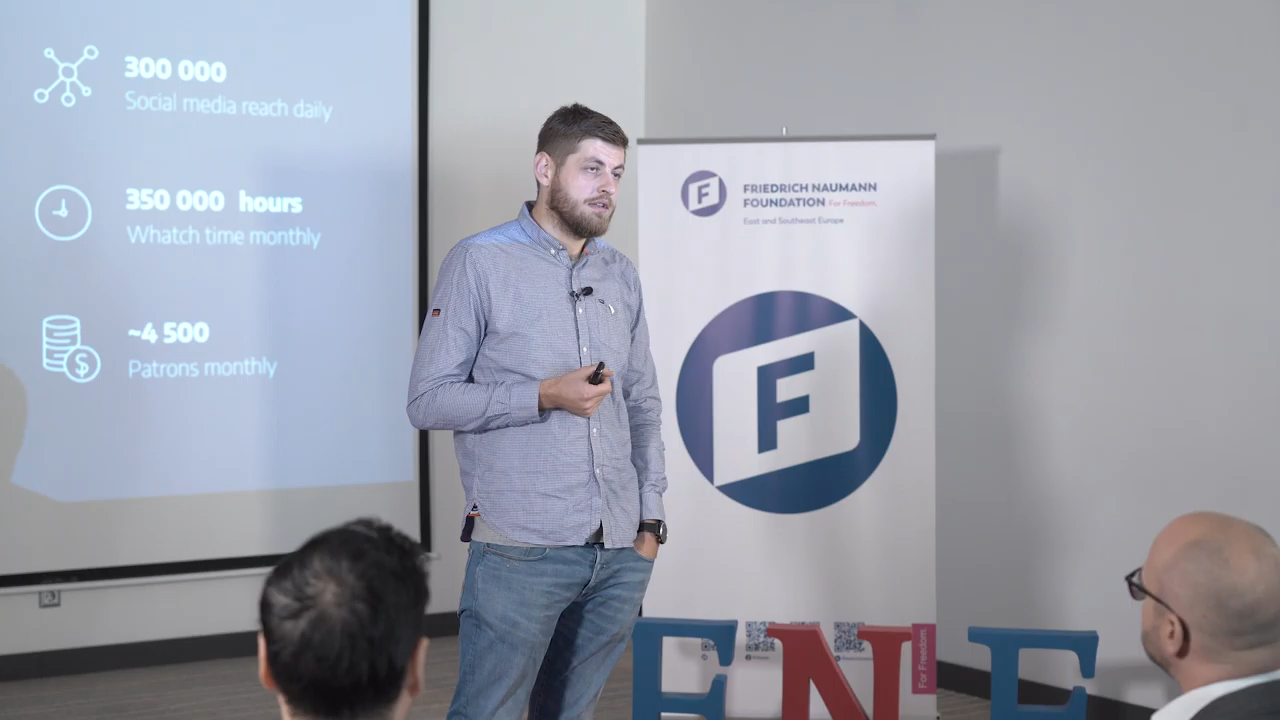 300 000
Social media reach daily
350 000 hours
Whatch time monthly
~4 500
Patrons monthly
F
FRIEDRICH NAUMANN
FOUNDATION For Freedom.
East and Southeast Europe
F
For Freedom.
F N F